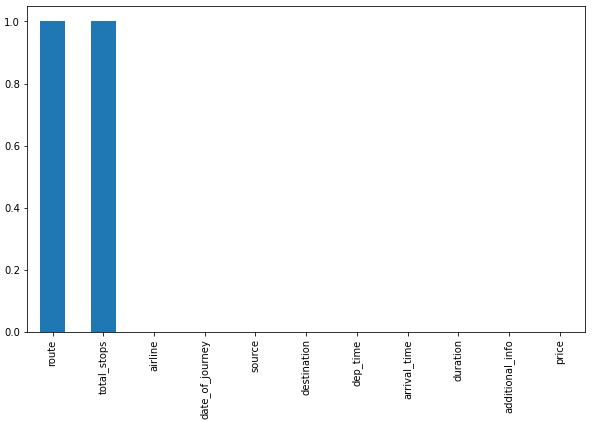 1.0
0.8
0.6
0.4
0.2
0.0
route
total_stops
airline
date_of_journey
source
destination
dep_time
arrival_time
duration
additional_info
price